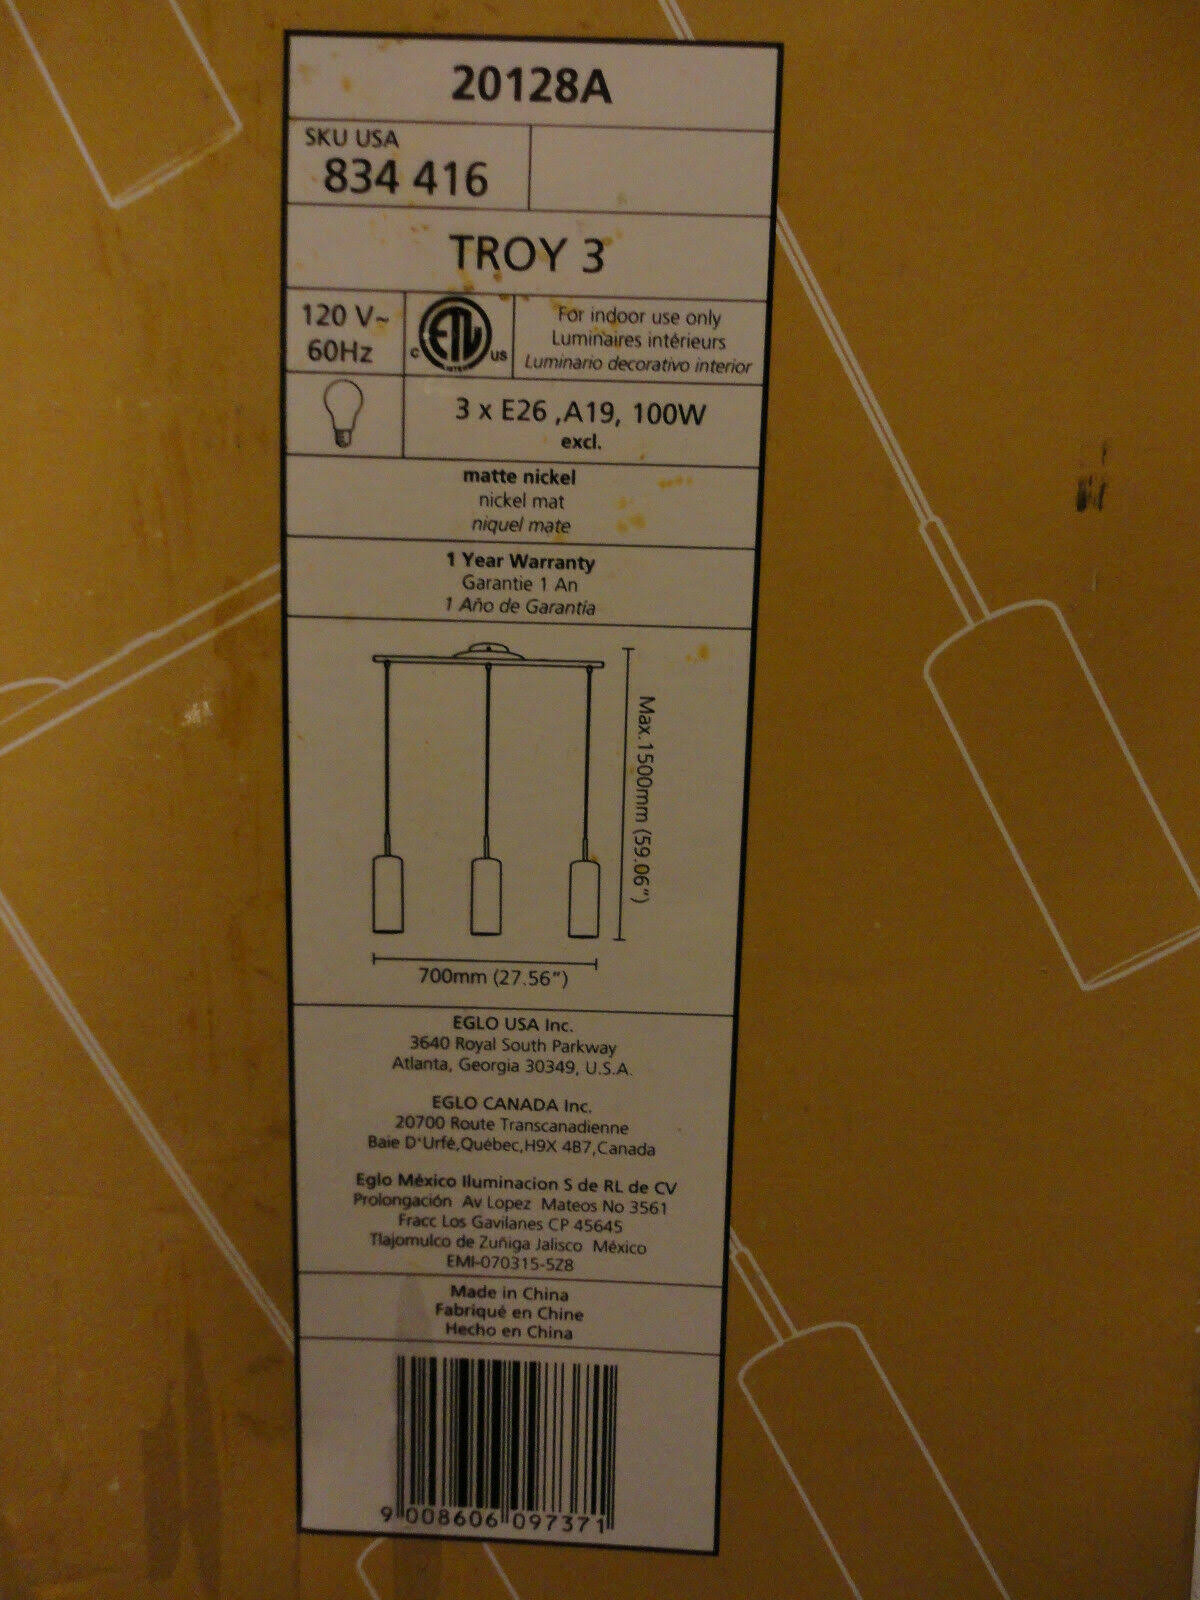 20128A
SKU USA
834 416
TROY 3
120 V~
60Hz
C ETL US
INTERTEK
For indoor use only
Luminaires intérieurs
Luminario decorativo interior
3 x E26 ,A19, 100W
excl.
matte nickel
nickel mat
niquel mate
1 Year Warranty
Garantie 1 An
1 Año de Garantía
Max.1500mm (59.06")
700mm (27.56")
EGLO USA Inc.
3640 Royal South Parkway
Atlanta, Georgia 30349, U.S.A.
EGLO CANADA Inc.
20700 Route Transcanadienne
Baie D'Urfé,Québec,H9X 4B7,Canada
Eglo México Iluminacion S de RL de CV
Prolongación Av Lopez Mateos No 3561
Fracc Los Gavilanes CP 45645
Tlajomulco de Zuñiga Jalisco México
EMI-070315-5Z8
Made in China
Fabriqué en Chine
Hecho en China
9 008606 097371